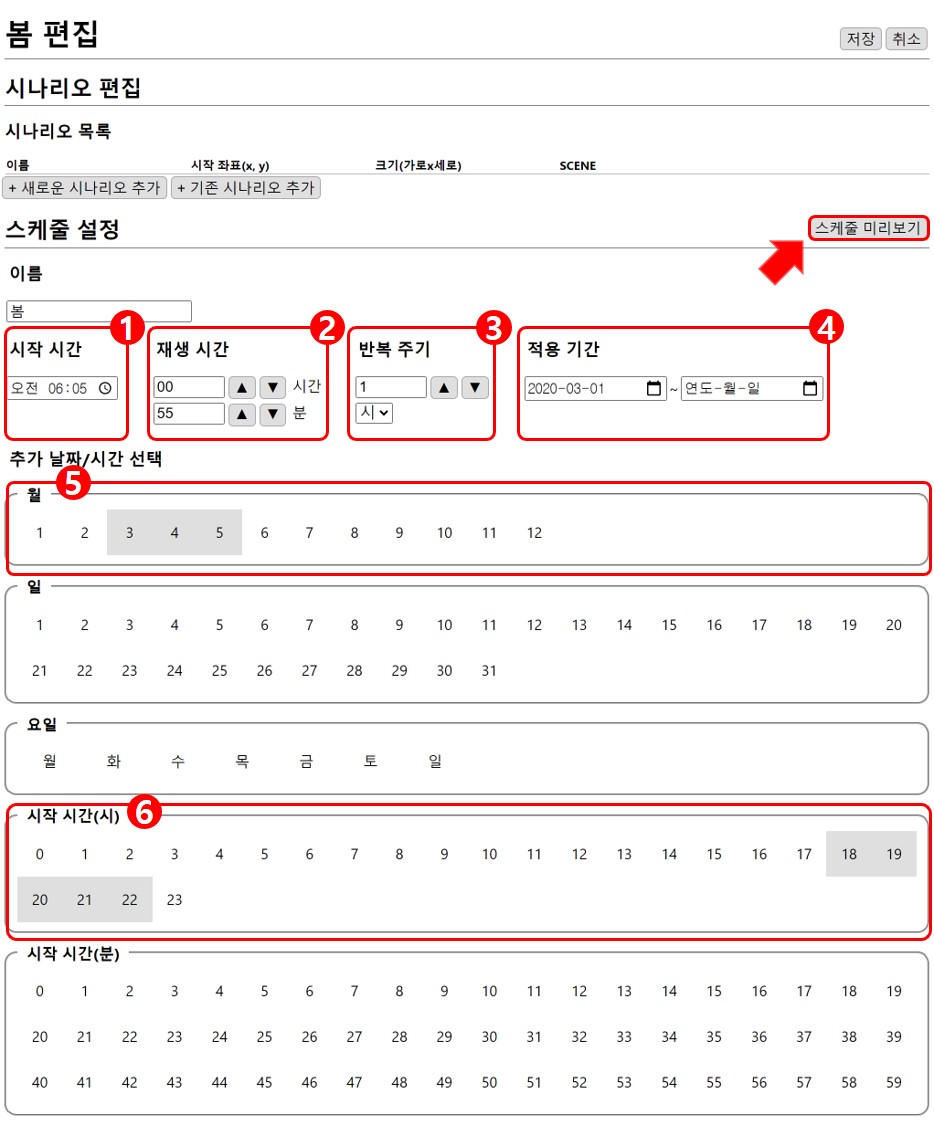 봄 편집
저장 취소
시나리오 편집
시나리오 목록
이름 시작 좌표(x, y) 크기(가로x세로) SCENE
+ 새로운 시나리오 추가 + 기존 시나리오 추가
스케줄 설정 스케줄 미리보기
이름
봄
1 2 3 4
시작 시간 재생 시간 반복 주기 적용 기간
오전 06:05 00 ▲ ▼ 시간 1 ▲ ▼ 2020-03-01 ~ 연도-월-일
55 ▲ ▼ 분 시
추가 날짜/시간 선택
5
월
1 2 3 4 5 6 7 8 9 10 11 12
일
1 2 3 4 5 6 7 8 9 10 11 12 13 14 15 16 17 18 19 20
21 22 23 24 25 26 27 28 29 30 31
요일
월 화 수 목 금 토 일
시작 시간(시) 6
0 1 2 3 4 5 6 7 8 9 10 11 12 13 14 15 16 17 18 19
20 21 22 23
시작 시간(분)
0 1 2 3 4 5 6 7 8 9 10 11 12 13 14 15 16 17 18 19
20 21 22 23 24 25 26 27 28 29 30 31 32 33 34 35 36 37 38 39
40 41 42 43 44 45 46 47 48 49 50 51 52 53 54 55 56 57 58 59